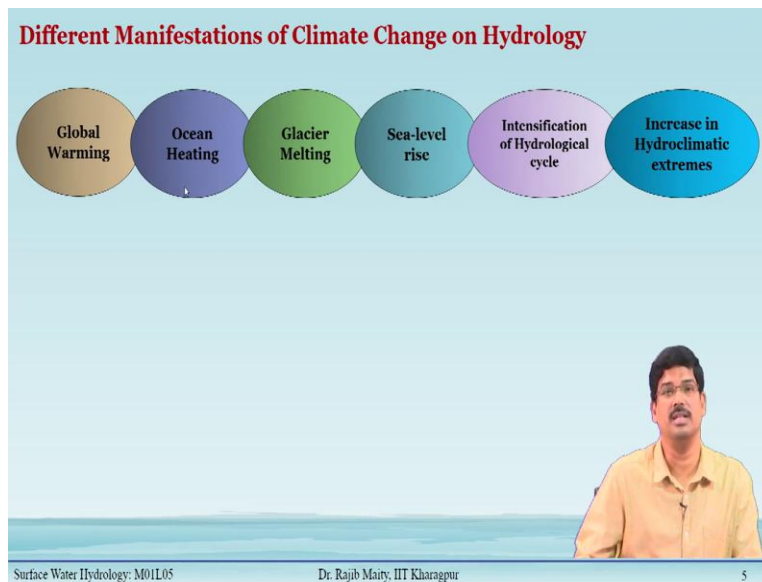 Different Manifestations of Climate Change on Hydrology
Global
Warming
Ocean
Heating
Glacier
Melting
Sea-level
rise
Intensification
of Hydrological
cycle
Increase in
Hydroclimatic
extremes
Surface Water Hydrology: M01L05
Dr. Rajib Maity, IIT Kharagpur
5